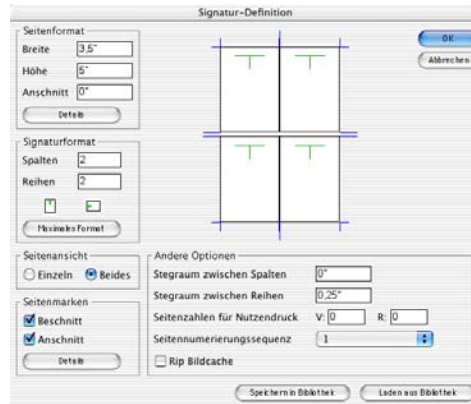 Signatur-Definition
Seitenformat
Breite 3,5"
Höhe 5"
Anschnitt 0"
Details
Signaturformat
Spalten 2
Reihen 2
Maximales Format
Seitenansicht
Einzeln Beides
Seitenmarken
Beschnitt
Anschnitt
Details
OK
Abbrechen
Andere Optionen
Stegraum zwischen Spalten 0"
Stegraum zwischen Reihen 0,25"
Seitenzahlen für Nutzendruck V: 0 R: 0
Seitennumerierungssequenz 1
Rip Bildcache
Speichern in Bibliothek Laden aus Bibliothek